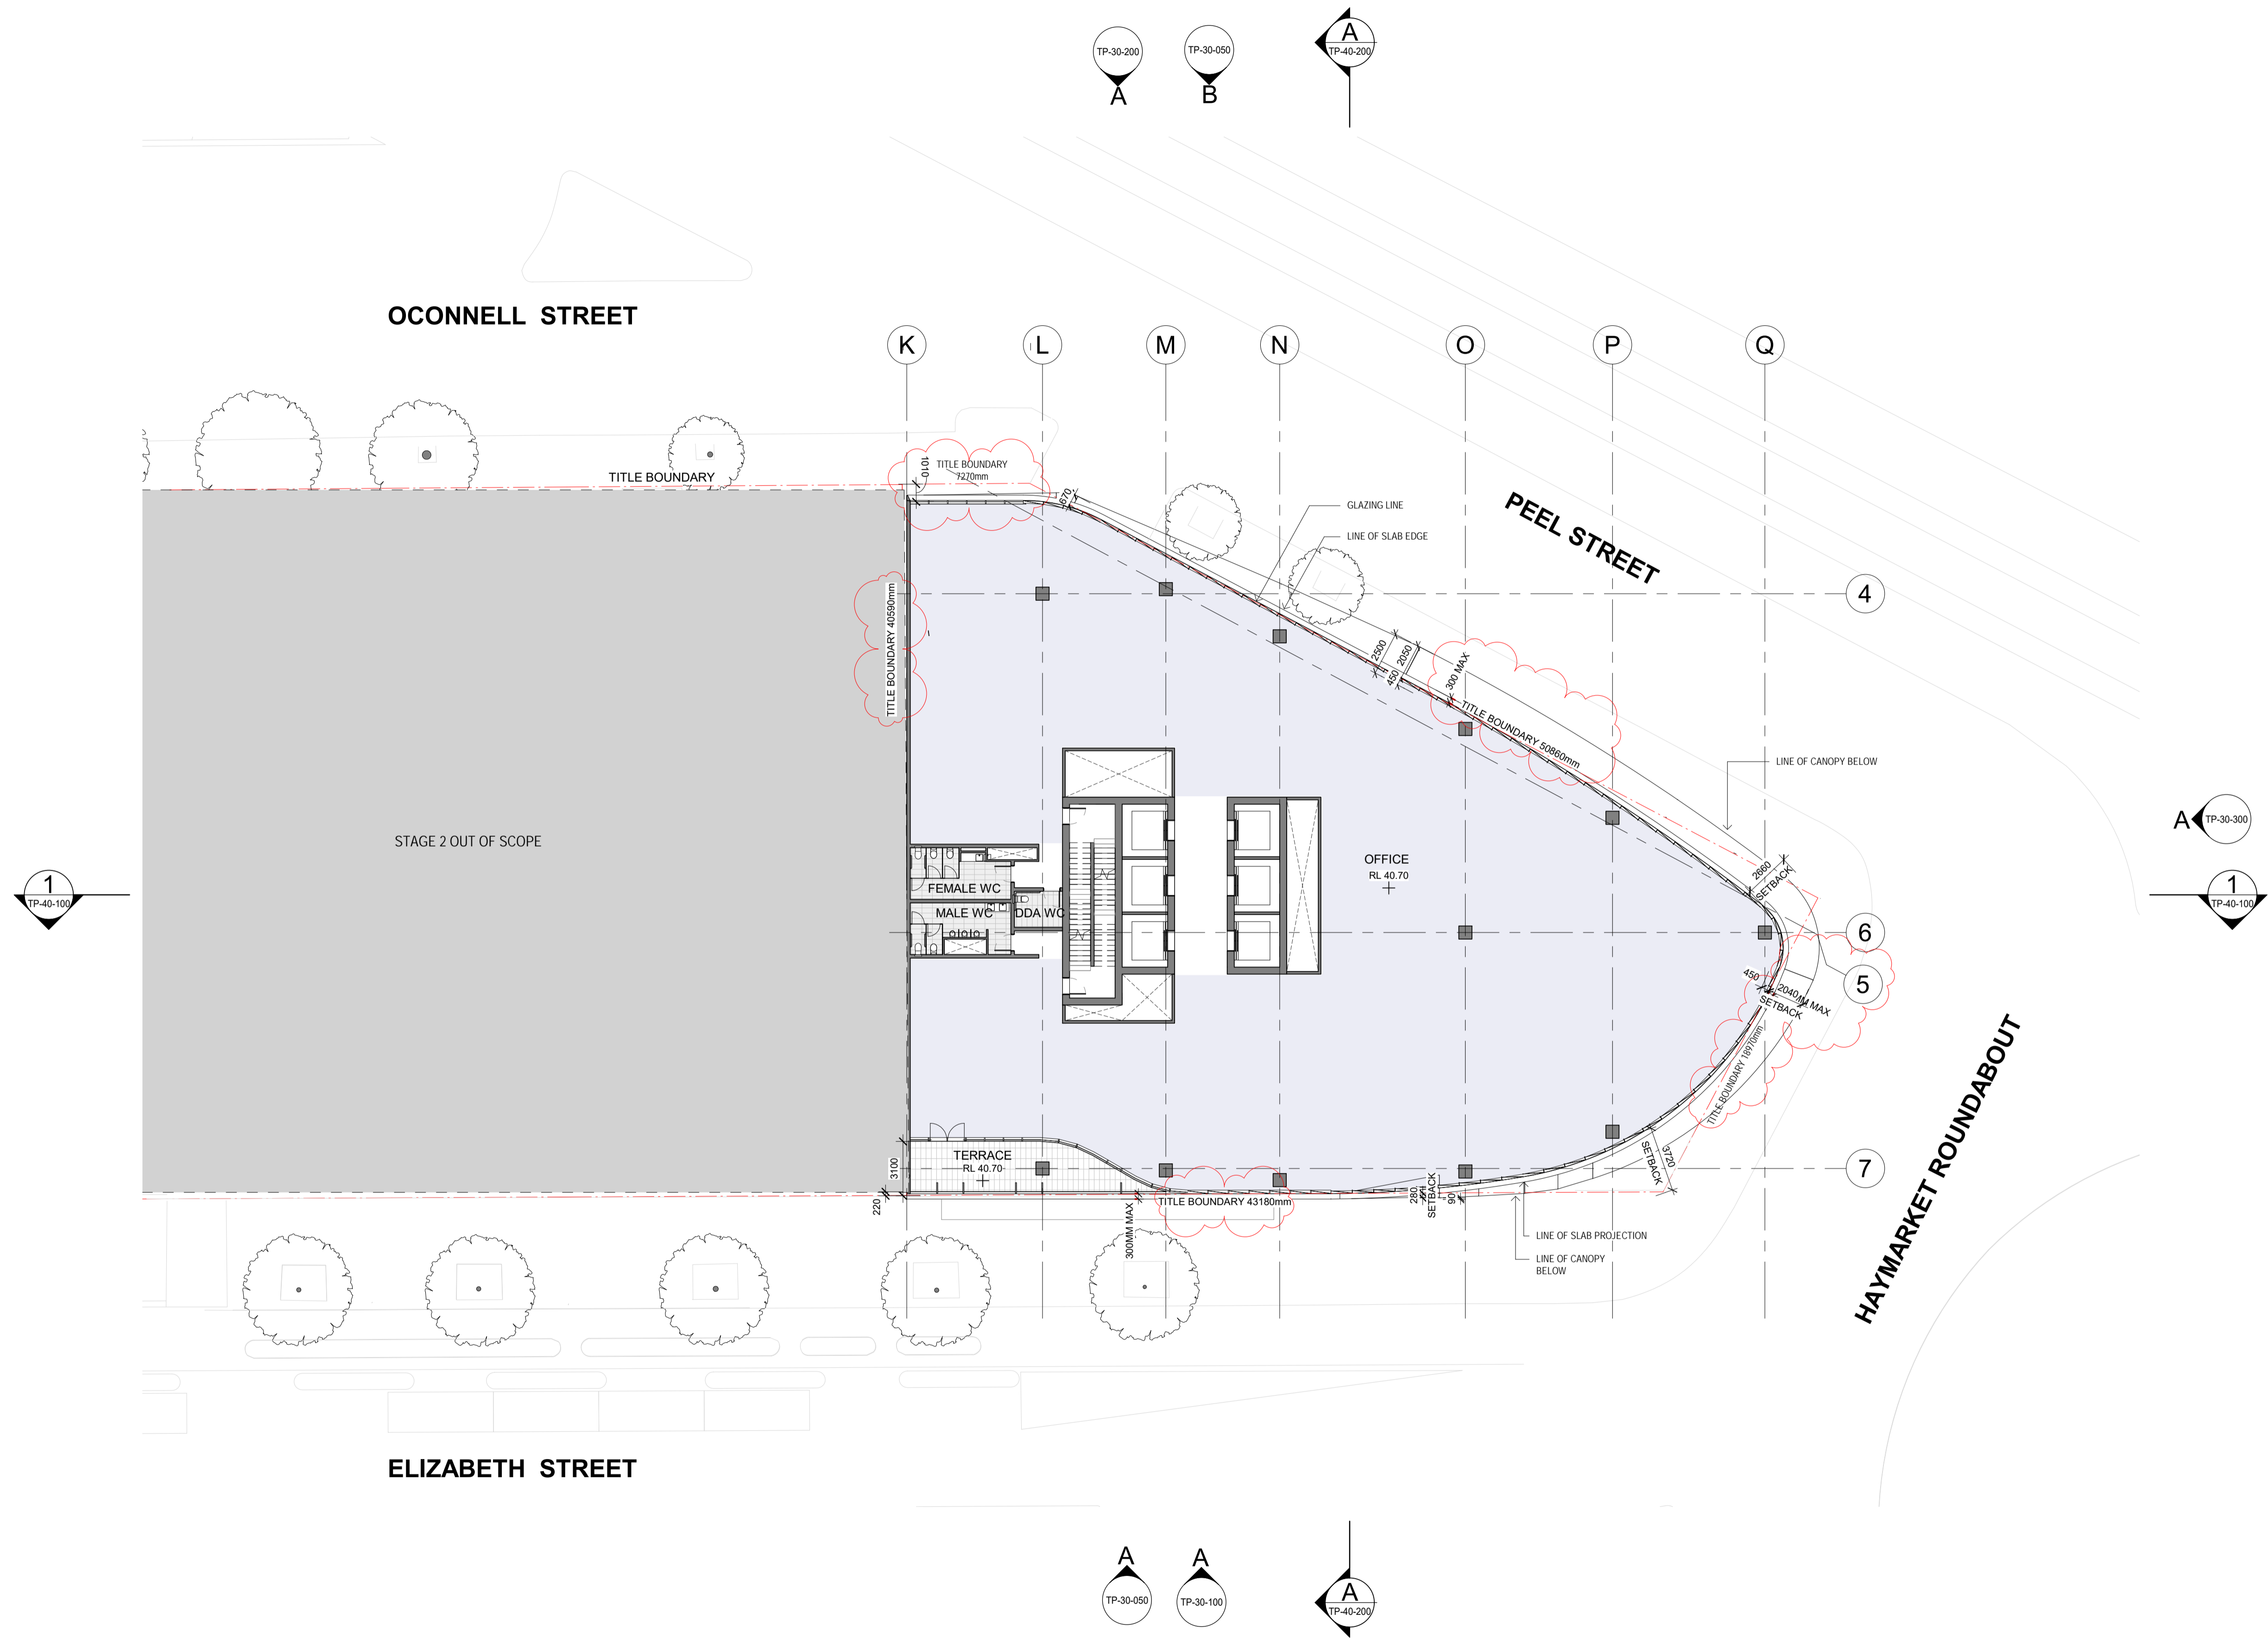 TP-30-200
A
TP-30-050
B
A
TP-40-200
OCONNELL STREET
K
L
M
N
O
P
Q
PEEL STREET
TITLE BOUNDARY
1010
TITLE BOUNDARY
7270mm
670
GLAZING LINE
LINE OF SLAB EDGE
4
TITLE BOUNDARY 40590mm
2500
2050
450
300 MAX
TITLE BOUNDARY 50860mm
LINE OF CANOPY BELOW
A
TP-30-300
STAGE 2 OUT OF SCOPE
OFFICE
RL 40.70
2660
SETBACK
1
TP-40-100
1
TP-40-100
FEMALE WC
MALE WC
DDA WC
6
5
450
2040
MM MAX
SETBACK
TITLE BOUNDARY 18970mm
HAYMARKET ROUNDABOUT
3720
SETBACK
TERRACE
RL 40.70
3100
7
220
300MM MAX
TITLE BOUNDARY 43180mm
280
SETBACK
90
LINE OF SLAB PROJECTION
LINE OF CANOPY
BELOW
ELIZABETH STREET
A
TP-30-050
A
TP-30-100
A
TP-40-200